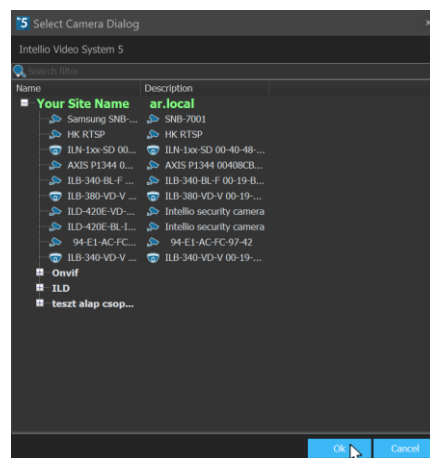 5 Select Camera Dialog
Intellio Video System 5
Search filter
Name Description
Your Site Name ar.local
Samsung SNB-... SNB-7001
HK RTSP HK RTSP
ILN-1xx-SD 00... ILN-1xx-SD 00-40-48-...
AXIS P1344 0... AXIS P1344 00408CB...
ILB-340-BL-F ... ILB-340-BL-F 00-19-B...
ILB-380-VD-V ... ILB-380-VD-V 00-19-...
ILD-420E-VD-... Intellio security camera
ILD-420E-BL-I... Intellio security camera
94-E1-AC-FC... 94-E1-AC-FC-97-42
ILB-340-VD-V ... ILB-340-VD-V 00-19-...
Onvif
ILD
teszt alap csop...
Ok Cancel